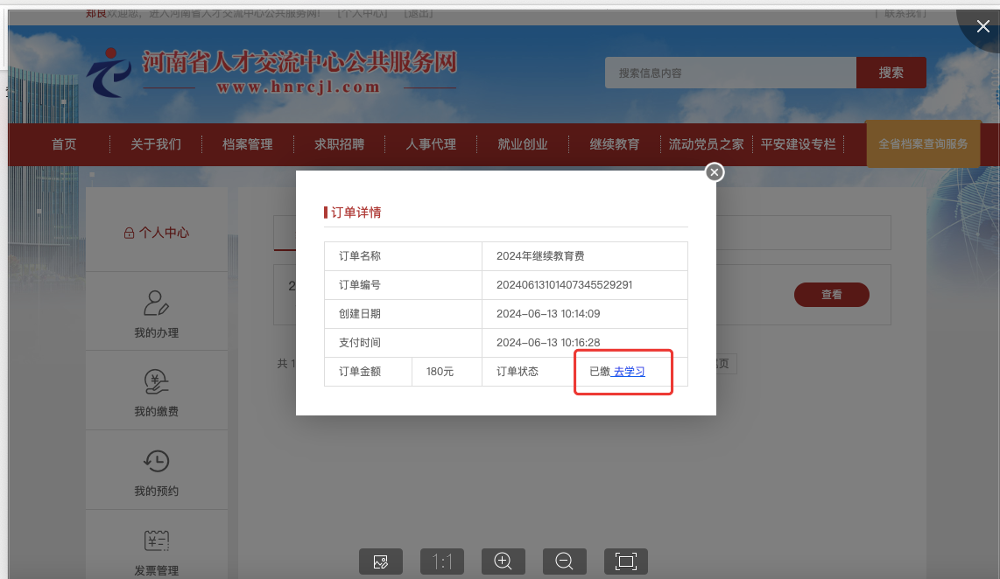 郑良欢迎您，进入河南省人才交流中心公共服务网! [个人中心] [退出] | 联系我们
河南省人才交流中心公共服务网
www.hnrcjl.com
搜索信息内容 搜索
首页 关于我们 档案管理 求职招聘 人事代理 就业创业 继续教育 流动党员之家 平安建设专栏 全省档案查询服务
个人中心
我的办理
我的缴费
我的预约
发票管理
订单详情
订单名称 2024年继续教育费
订单编号 20240613101407345529291
创建日期 2024-06-13 10:14:09
支付时间 2024-06-13 10:16:28
订单金额 180元 订单状态 已缴 去学习
2
查看
共 1
页
1:1